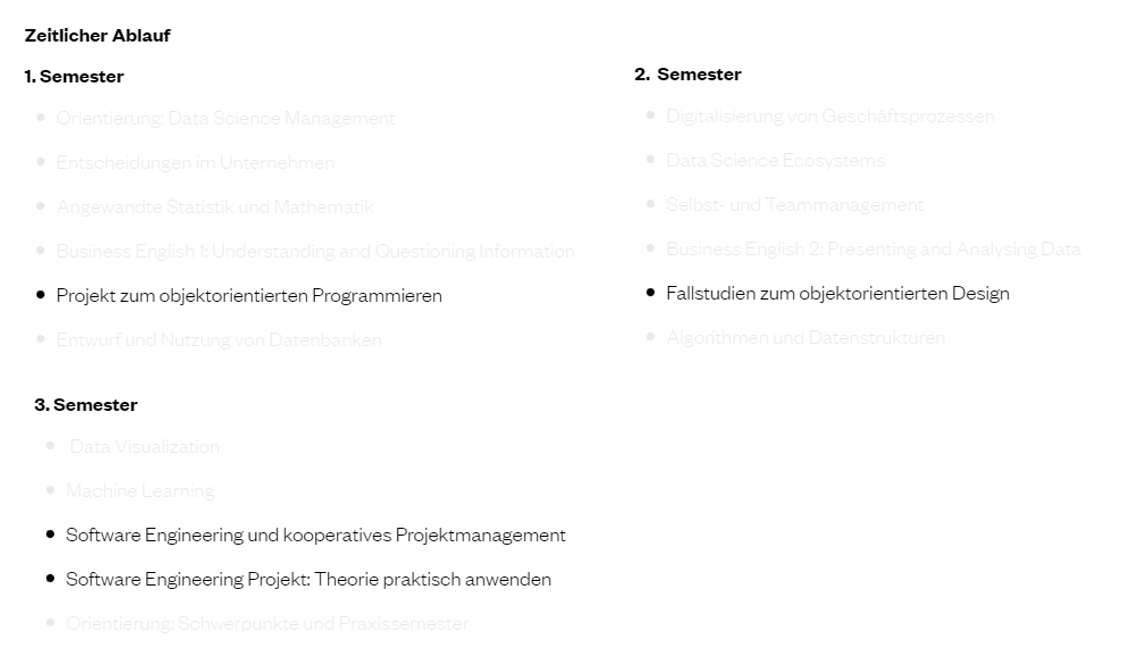 Zeitlicher Ablauf
1. Semester
Orientierung: Data Science Management
Entscheidungen im Unternehmen
Angewandte Statistik und Mathematik
Business English 1: Understanding and Questioning Information
Projekt zum objektorientierten Programmieren
Entwurf und Nutzung von Datenbanken
2. Semester
Digitalisierung von Geschäftsprozessen
Data Science Ecosystems
Selbst- und Teammanagement
Business English 2: Presenting and Analysing Data
Fallstudien zum objektorientierten Design
Algorithmen und Datenstrukturen
3. Semester
Data Visualization
Machine Learning
Software Engineering und kooperatives Projektmanagement
Software Engineering Projekt: Theorie praktisch anwenden
Orientierung: Schwerpunkte und Praxissemester